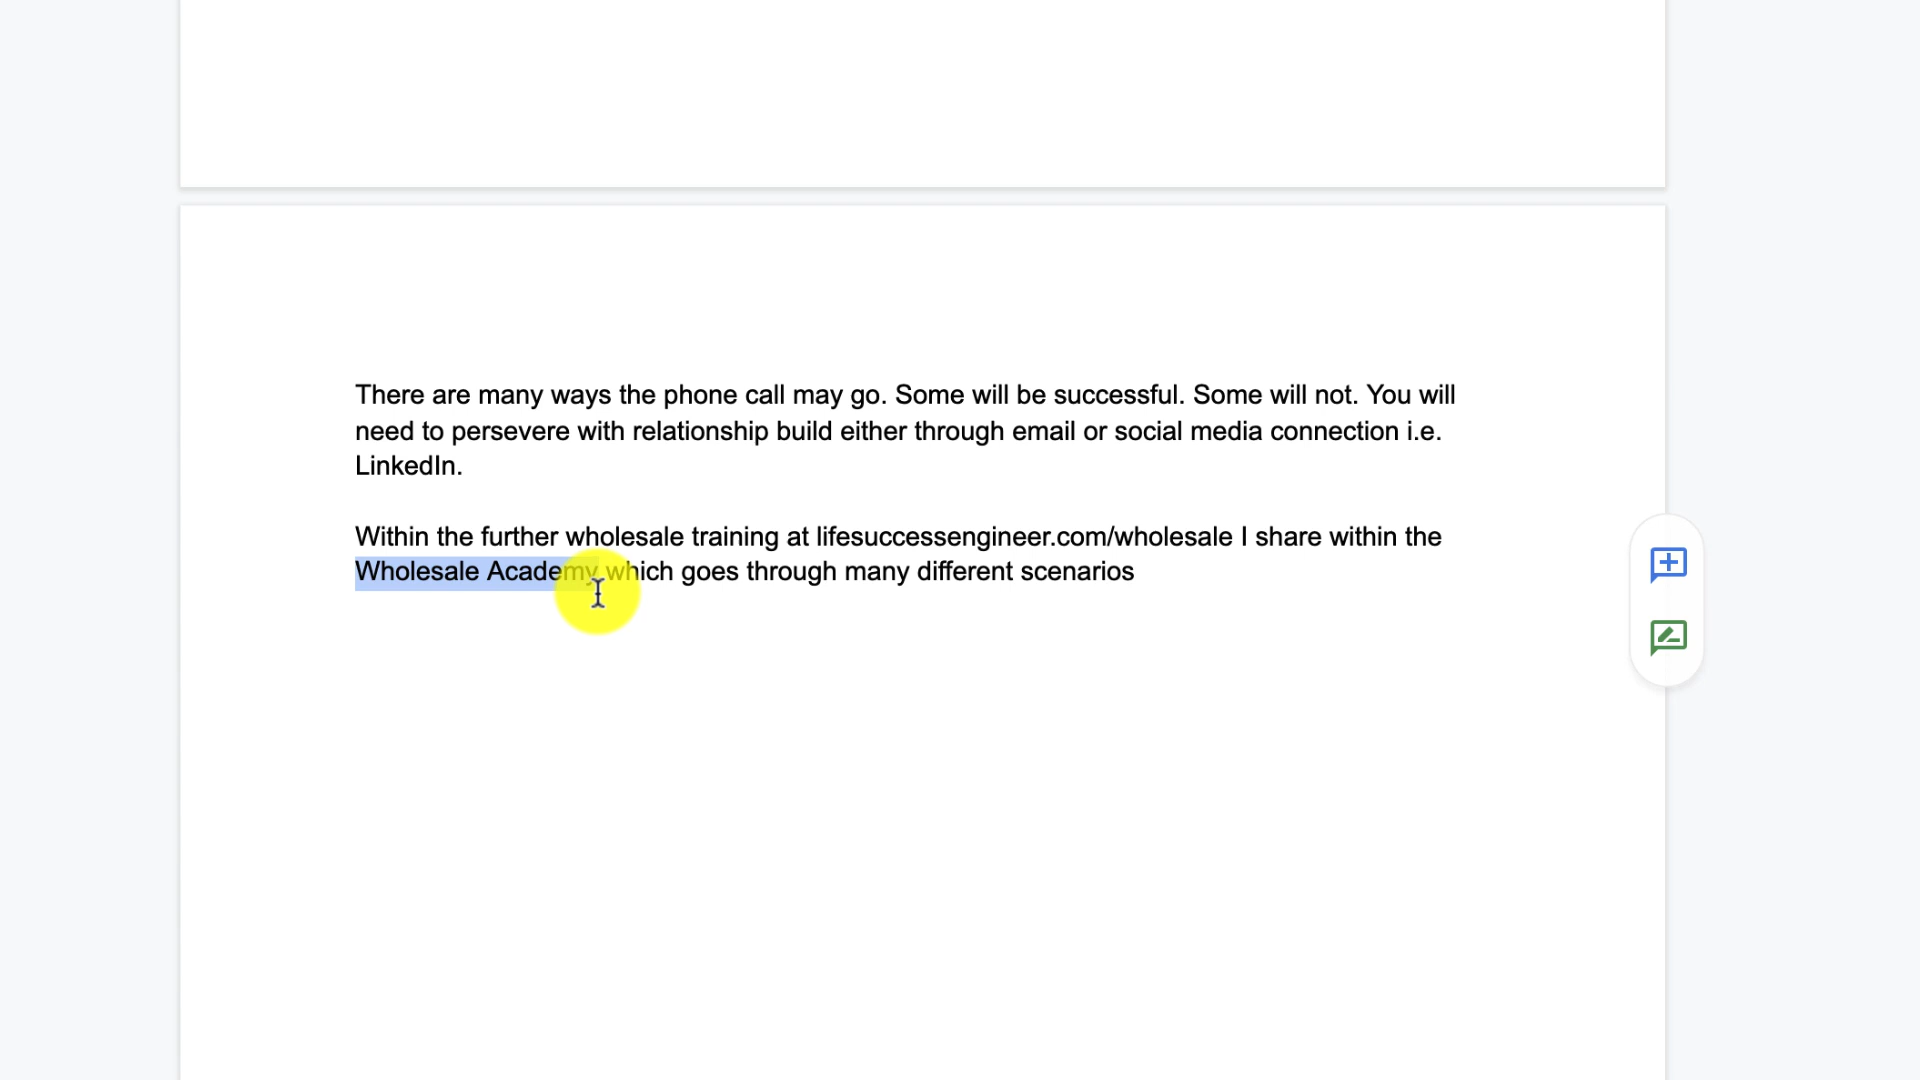 There are many ways the phone call may go. Some will be successful. Some will not. You will
need to persevere with relationship build either through email or social media connection i.e.
LinkedIn.
Within the further wholesale training at lifesuccessengineer.com/wholesale I share within the
Wholesale Academy which goes through many different scenarios